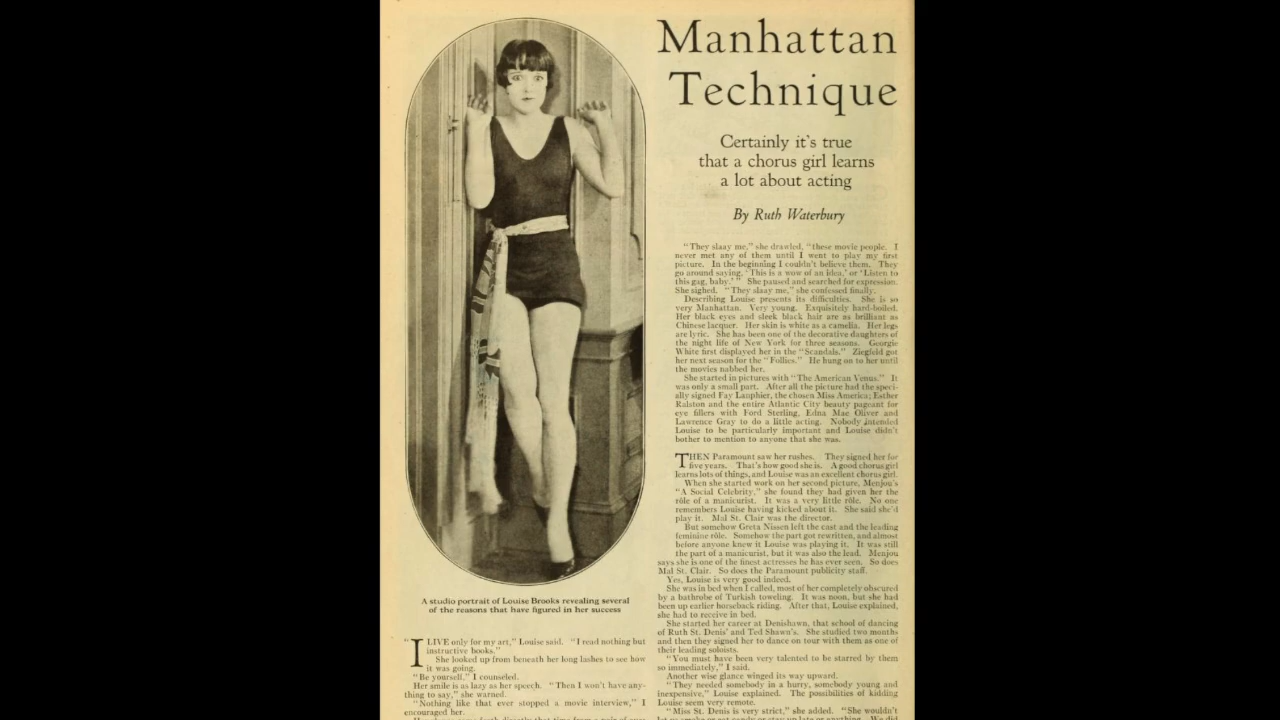 Manhattan
Technique
Certainly it's true
that a chorus girl learns
a lot about acting
By Ruth Waterbury
A studio portrait of Louise Brooks revealing several
of the reasons that have figured in her success
"I LIVE only for my art," Louise said. "I read nothing but
instructive books."
She looked up from beneath her long lashes to see how
it was going.
"Be yourself," I counseled.
Her smile is as lazy as her speech. "Then I won't have any-
thing to say," she warned.
"Nothing like that ever stopped a movie interview," I
encouraged her.
"They slaay me," she drawled, "these movie people. I
never met any of them until I went to play my first
picture. In the beginning I couldn't believe them. They
go around saying, 'This is a wow of an idea,' or 'Listen to
this gag, baby.'" She paused and searched for expression.
She sighed. "They slaay me," she confessed finally.
Describing Louise presents its difficulties. She is so
very Manhattan. Very young. Exquisitely hard-boiled.
Her black eyes and sleek black hair are as brilliant as
Chinese lacquer. Her skin is white as a camelia. Her legs
are lyric. She has been one of the decorative daughters of
the night life of New York for three seasons. Georgie
White first displayed her in the "Scandals." Ziegfeld got
her next season for the "Follies." He hung on to her until
the movies nabbed her.
She started in pictures with "The American Venus." It
was only a small part. After all the picture had the speci-
ally signed Fay Lanphier, the chosen Miss America; Esther
Ralston and the entire Atlantic City beauty pageant for
eye fillers with Ford Sterling, Edna Mae Oliver and
Lawrence Gray to do a little acting. Nobody intended
Louise to be particularly important and Louise didn't
bother to mention to anyone that she was.
THEN Paramount saw her rushes. They signed her for
five years. That's how good she is. A good chorus girl
learns lots of things, and Louise was an excellent chorus girl.
When she started work on her second picture, Menjou's
"A Social Celebrity," she found they had given her the
rôle of a manicurist. It was a very little rôle. No one
remembers Louise having kicked about it. She said she'd
play it. Mal St. Clair was the director.
But somehow Greta Nissen left the cast and the leading
feminine rôle. Somehow the part got rewritten, and almost
before anyone knew it Louise was playing it. It was still
the part of a manicurist, but it was also the lead. Menjou
says she is one of the finest actresses he has ever seen. So does
Mal St. Clair. So does the Paramount publicity staff.
Yes, Louise is very good indeed.
She was in bed when I called, most of her completely obscured
by a bathrobe of Turkish toweling. It was noon, but she had
been up earlier horseback riding. After that, Louise explained,
she had to receive in bed.
She started her career at Denishawn, that school of dancing
of Ruth St. Denis' and Ted Shawn's. She studied two months
and then they signed her to dance on tour with them as one of
their leading soloists.
"You must have been very talented to be starred by them
so immediately," I said.
Another wise glance winged its way upward.
"They needed somebody in a hurry, somebody young and
inexpensive," Louise explained. The possibilities of kidding
Louise seem very remote.
"Miss St. Denis is very strict," she added. "She wouldn't